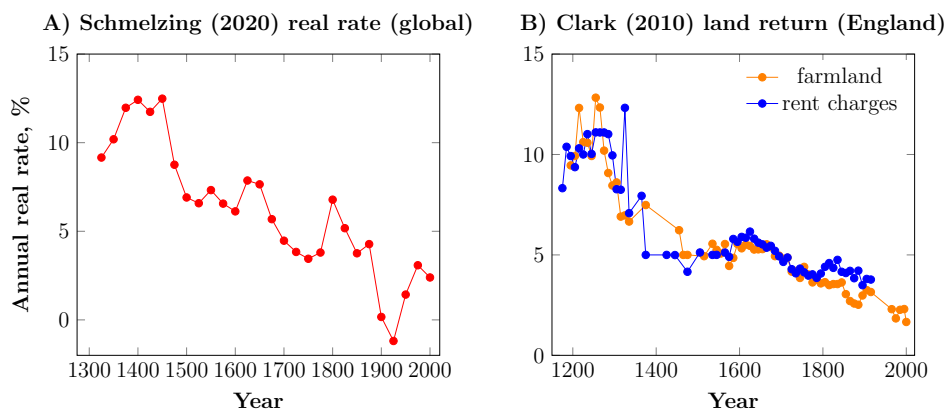 A) Schmelzing (2020) real rate (global)
15
10
5
0
1300 1400 1500 1600 1700 1800 1900 2000
Annual real rate, %
Year
B) Clark (2010) land return (England)
farmland
rent charges
15
10
5
0
1200 1400 1600 1800 2000
Year